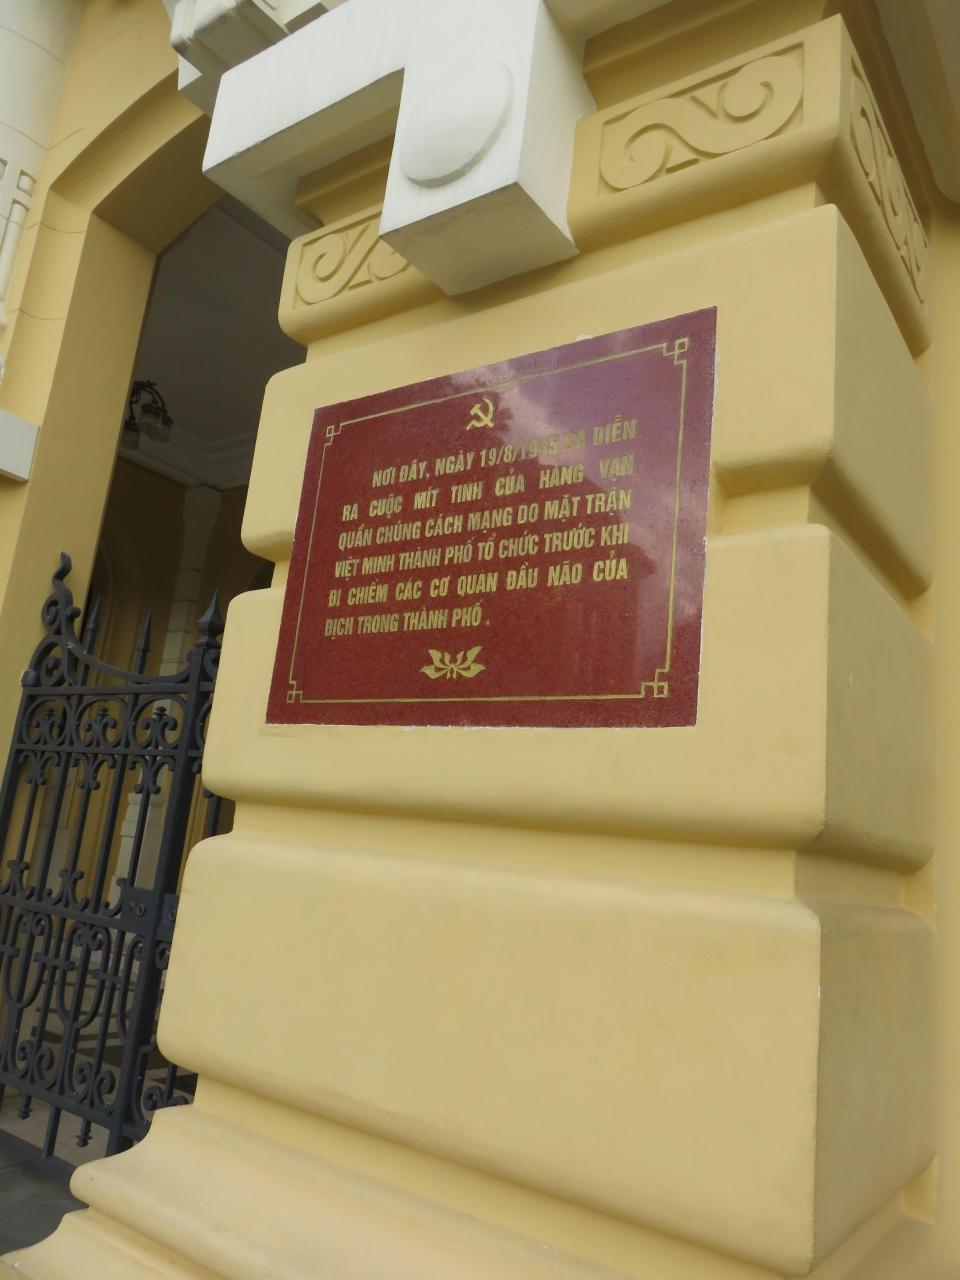 NƠI ĐÂY, NGÀY 19/8/1945 ĐÃ DIỄN
RA CUỘC MÍT TINH CỦA HÀNG VẠN
QUẦN CHÚNG CÁCH MẠNG DO MẶT TRẬN
VIỆT MINH THÀNH PHỐ TỔ CHỨC TRƯỚC KHI
ĐI CHIẾM CÁC CƠ QUAN ĐẦU NÃO CỦA
ĐỊCH TRONG THÀNH PHỐ.